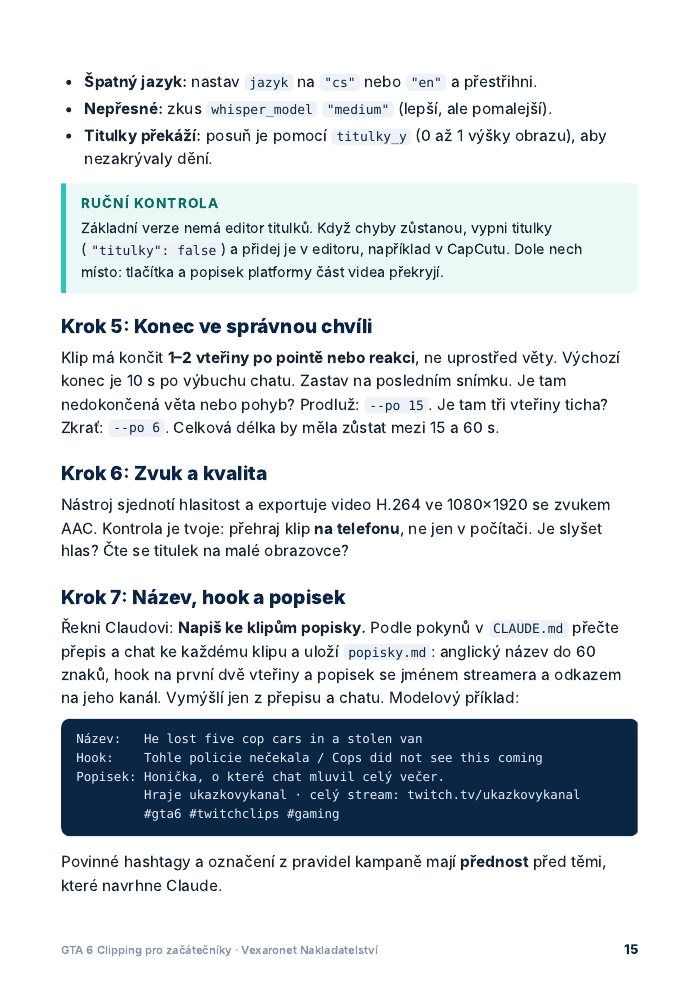 • Špatný jazyk: nastav jazyk na "cs" nebo "en" a přestřihni.
• Nepřesné: zkus whisper_model "medium" (lepší, ale pomalejší).
• Titulky překáží: posuň je pomocí titulky_y (0 až 1 výšky obrazu), aby
nezakrývaly dění.
RUČNÍ KONTROLA
Základní verze nemá editor titulků. Když chyby zůstanou, vypni titulky
( "titulky": false ) a přidej je v editoru, například v CapCutu. Dole nech
místo: tlačítka a popisek platformy část videa překryjí.
Krok 5: Konec ve správnou chvíli
Klip má končit 1–2 vteřiny po pointě nebo reakci, ne uprostřed věty. Výchozí
konec je 10 s po výbuchu chatu. Zastav na posledním snímku. Je tam
nedokončená věta nebo pohyb? Prodluž: --po 15 . Je tam tři vteřiny ticha?
Zkrať: --po 6 . Celková délka by měla zůstat mezi 15 a 60 s.
Krok 6: Zvuk a kvalita
Nástroj sjednotí hlasitost a exportuje video H.264 ve 1080×1920 se zvukem
AAC. Kontrola je tvoje: přehraj klip na telefonu, ne jen v počítači. Je slyšet
hlas? Čte se titulek na malé obrazovce?
Krok 7: Název, hook a popisek
Řekni Claudovi: Napiš ke klipům popisky. Podle pokynů v CLAUDE.md přečte
přepis a chat ke každému klipu a uloží popisky.md : anglický název do 60
znaků, hook na první dvě vteřiny a popisek se jménem streamera a odkazem
na jeho kanál. Vymýšlí jen z přepisu a chatu. Modelový příklad:
Název: He lost five cop cars in a stolen van
Hook: Tohle policie nečekala / Cops did not see this coming
Popisek: Honička, o které chat mluvil celý večer.
Hraje ukazkovykanal · celý stream: twitch.tv/ukazkovykanal
#gta6 #twitchclips #gaming
Povinné hashtagy a označení z pravidel kampaně mají přednost před těmi,
které navrhne Claude.
GTA 6 Clipping pro začátečníky · Vexaronet Nakladatelství 15